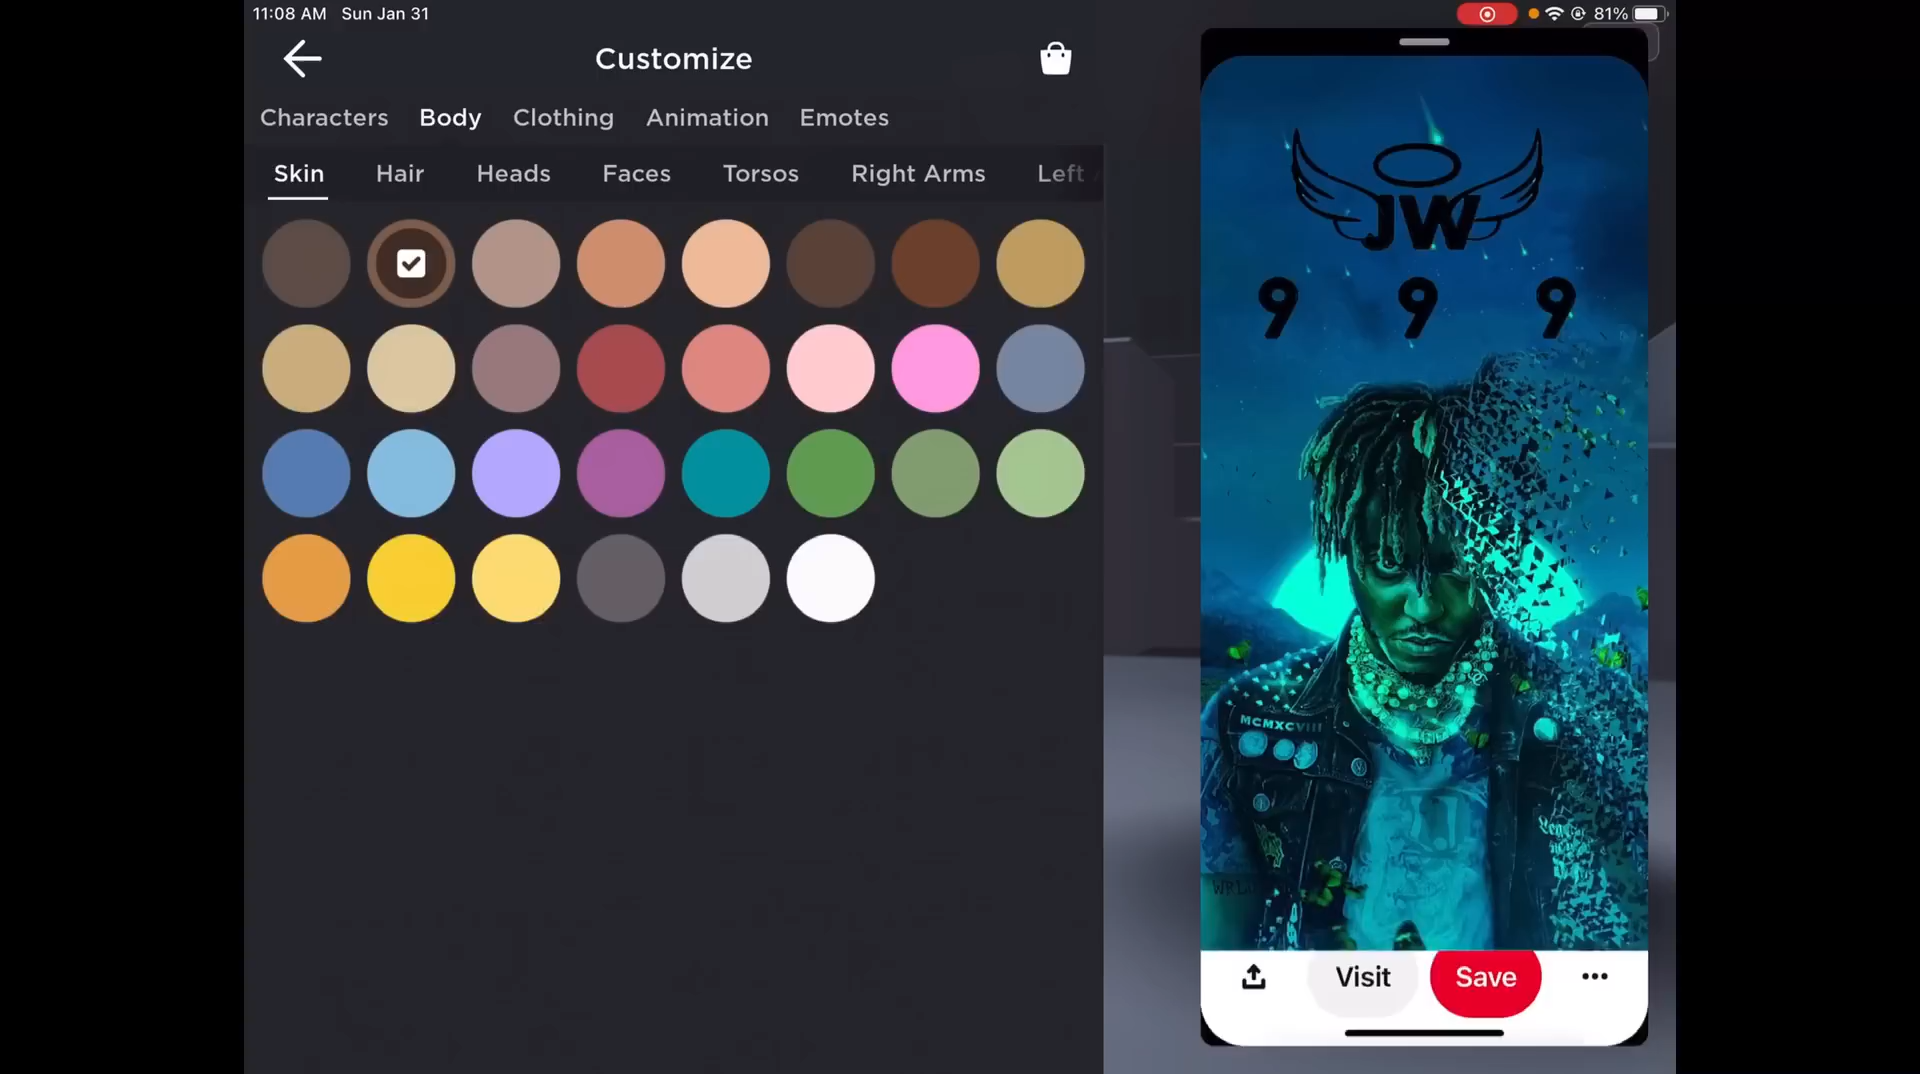 11:08 AM Sun Jan 31
81%
Customize
Characters Body Clothing Animation Emotes
Skin Hair Heads Faces Torsos Right Arms Left
JW
9 9 9
MCMXCVIII
Visit Save